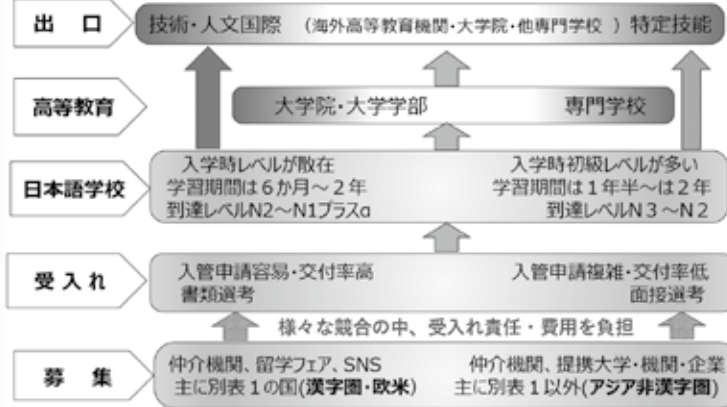 出 口
技術・人文国際 (海外高等教育機関・大学院・他専門学校 ) 特定技能
高等教育
大学院・大学学部 専門学校
日本語学校
入学時レベルが散在
学習期間は6か月～2年
到達レベルN2～N1プラスα
入学時初級レベルが多い
学習期間は1年半～は2年
到達レベルN3～N2
受入れ
入管申請容易・交付率高
書類選考
入管申請複雑・交付率低
面接選考
様々な競合の中、受入れ責任・費用を負担
募 集
仲介機関、留学フェア、SNS
主に別表1の国(漢字圏・欧米)
仲介機関、提携大学・機関・企業
主に別表1以外(アジア非漢字圏)